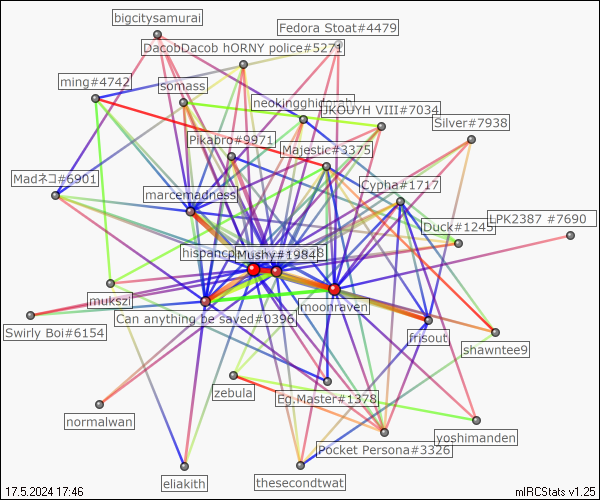 bigcitysamurai
Fedora Stoat#4479
DacobDacob hORNY police#5271
ming#4742
somass
neokingghidorah
JKOUYH VIII#7034
Silver#7938
Pikabro#9971
Majestic#3375
Madネコ#6901
Cypha#1717
marcemadness
LPK2387 #7690
Duck#1245
Mushy#1984
muksz
moonraven
Can anything be saved#0396
Swirly Boi#6154
frisout
shawntee9
zebula
Eg.Master#1378
normalwan
yoshimanden
Pocket Persona#3326
eliakith
thesecondtwat
17.5.2024 17:46
mIRCStats v1.25